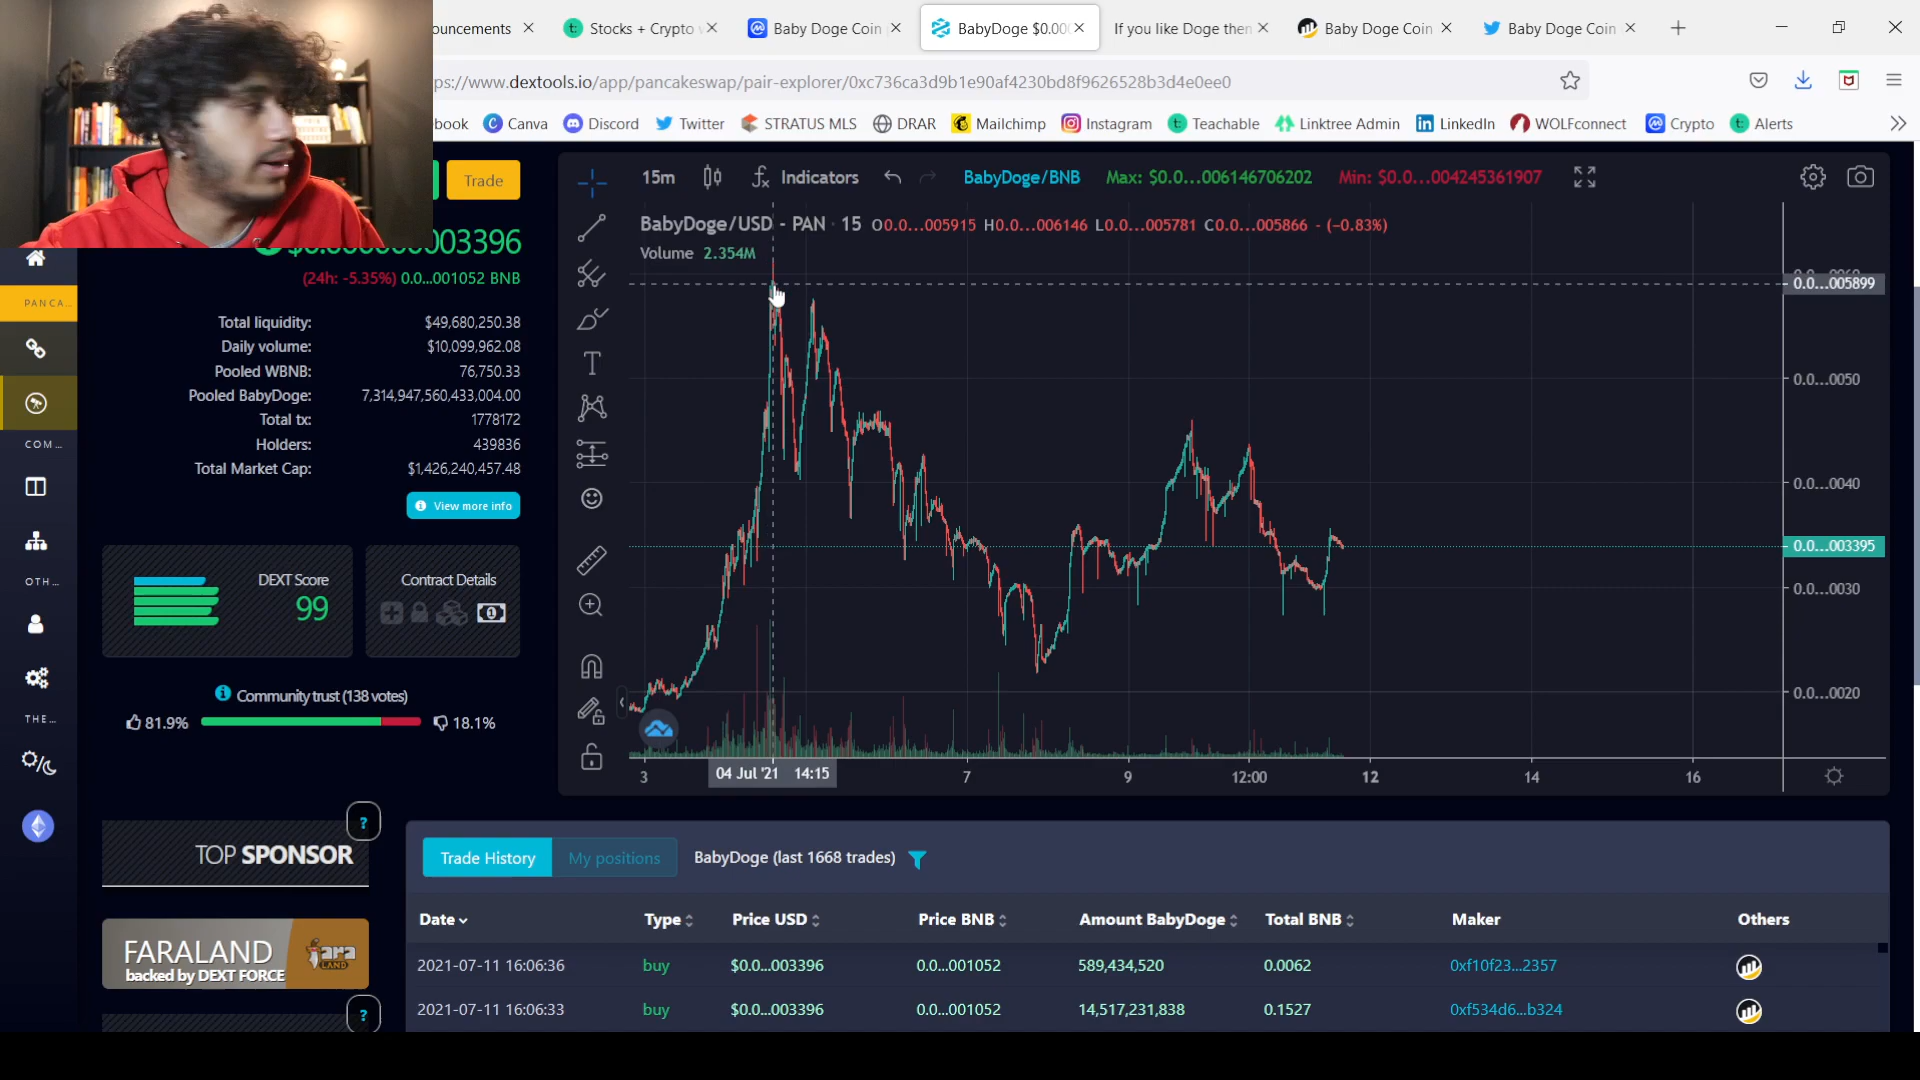 ouncements
Stocks + Crypto
Baby Doge Coin
BabyDoge $0.00
If you like Doge then
Baby Doge Coin
Baby Doge Coin
ps://www.dextools.io/app/pancakeswap/pair-explorer/0xc736ca3d9b1e90af4230bd8f9626528b3d4e0ee0
book Canva Discord Twitter STRATUS MLS DRAR Mailchimp Instagram Teachable Linktree Admin LinkedIn WOLFconnect Crypto Alerts
Trade
15m Indicators BabyDoge/BNB Max: $0.0...006146706202 Min: $0.0...004245361907
BabyDoge/USD - PAN · 15 O0.0...005915 H0.0...006146 L0.0...005781 C0.0...005866 - (-0.83%)
Volume 2.354M
003396
(24h: -5.35%) 0.0...001052 BNB
PANCA...
Total liquidity: $49,680,250.38
Daily volume: $10,099,962.08
Pooled WBNB: 76,750.33
Pooled BabyDoge: 7,314,947,560,433,004.00
Total tx: 1778172
Holders: 439836
Total Market Cap: $1,426,240,457.48
View more info
COM...
DEXT Score
99
Contract Details
OTH...
Community trust (138 votes)
81.9% 18.1%
THE...
0.0...005899
0.0...0050
0.0...0040
0.0...003395
0.0...0030
0.0...0020
3 04 Jul '21 14:15 7 9 12:00 12 14 16
?
TOP SPONSOR
FARALAND
backed by DEXT FORCE
FARA LAND
?
Trade History My positions BabyDoge (last 1668 trades)
Date Type Price USD Price BNB Amount BabyDoge Total BNB Maker Others
2021-07-11 16:06:36 buy $0.0...003396 0.0...001052 589,434,520 0.0062 0xf10f23...2357
2021-07-11 16:06:33 buy $0.0...003396 0.0...001052 14,517,231,838 0.1527 0xf534d6...b324